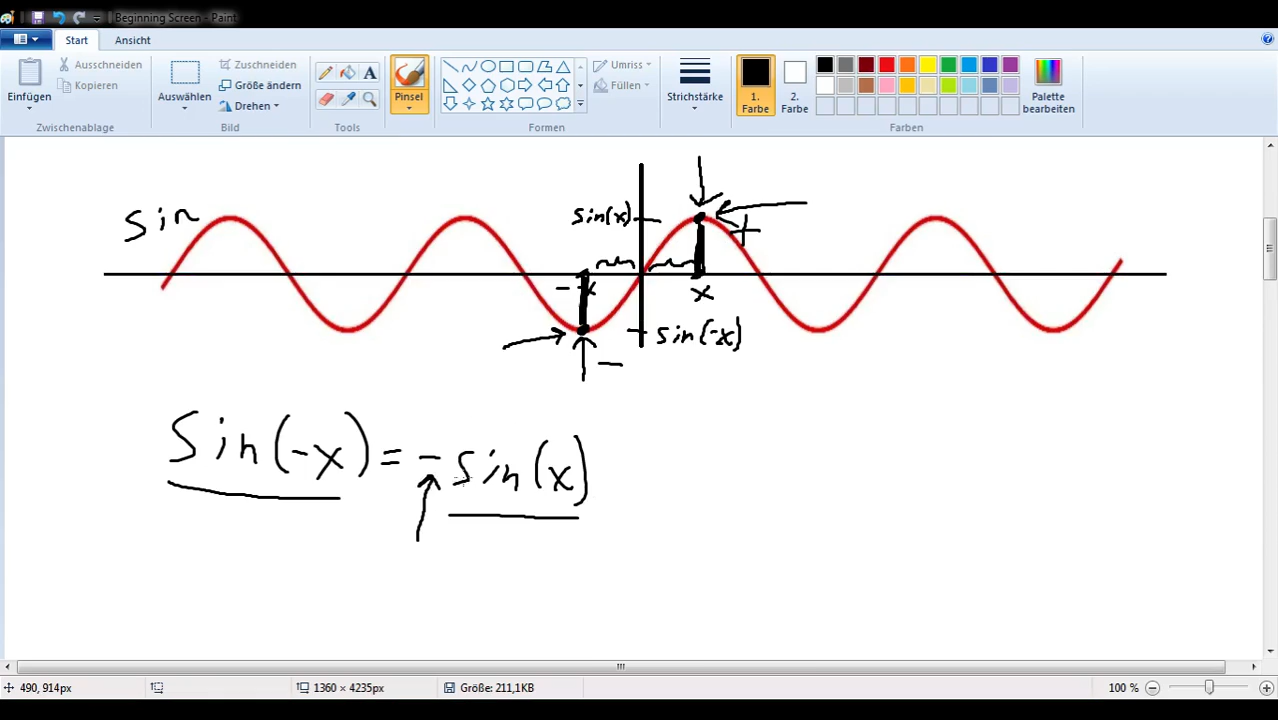 Beginning Screen - Paint
Start Ansicht
Einfügen
Ausschneiden
Kopieren
Zwischenablage
Auswählen
Zuschneiden
Größe ändern
Drehen
Bild
Tools
Pinsel
Umriss
Füllen
Formen
Strichstärke
1. Farbe
2. Farbe
Palette bearbeiten
Farben
sin
sin(x)
+
-x
x
sin(-x)
-
Sin(-x) = - Sin(x)
490, 914px
1360 × 4235px
Größe: 211,1KB
100 %